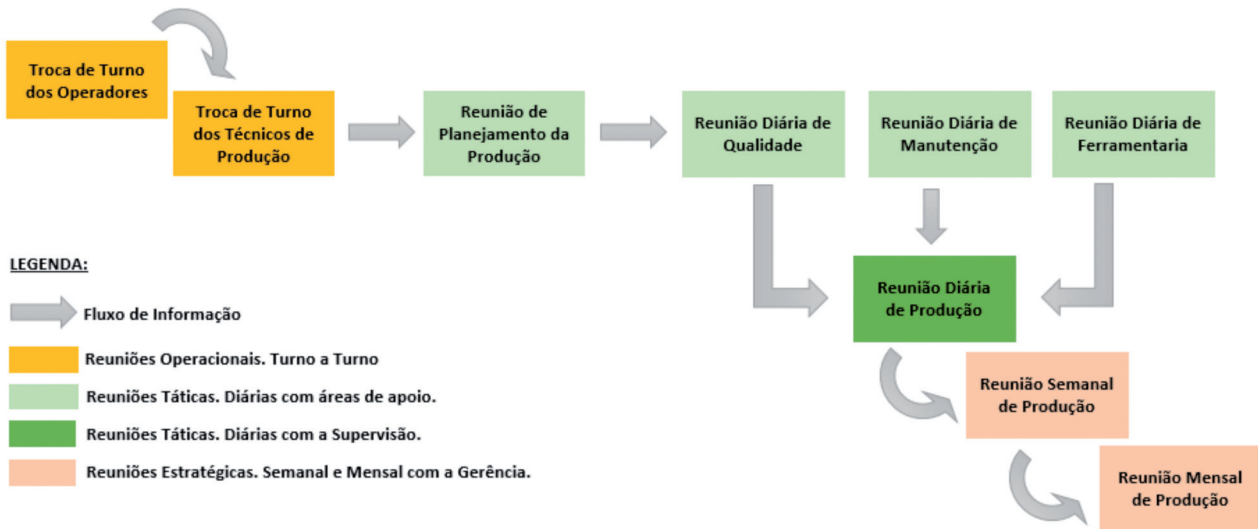 Troca de Turno
dos Operadores
Troca de Turno
dos Técnicos de
Produção
Reunião de
Planejamento da
Produção
Reunião Diária de
Qualidade
Reunião Diária de
Manutenção
Reunião Diária de
Ferramentaria
Reunião Diária
de Produção
Reunião Semanal
de Produção
Reunião Mensal
de Produção
LEGENDA:
Fluxo de Informação
Reuniões Operacionais. Turno a Turno
Reuniões Táticas. Diárias com áreas de apoio.
Reuniões Táticas. Diárias com a Supervisão.
Reuniões Estratégicas. Semanal e Mensal com a Gerência.